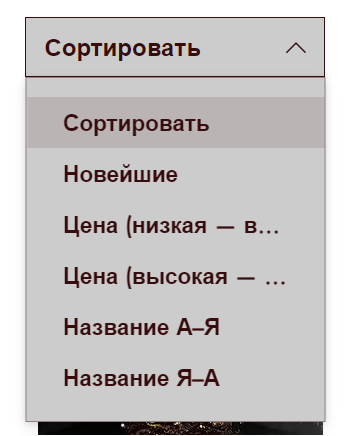 Сортировать
Сортировать
Новейшие
Цена (низкая — в…
Цена (высокая — …
Название А–Я
Название Я–А